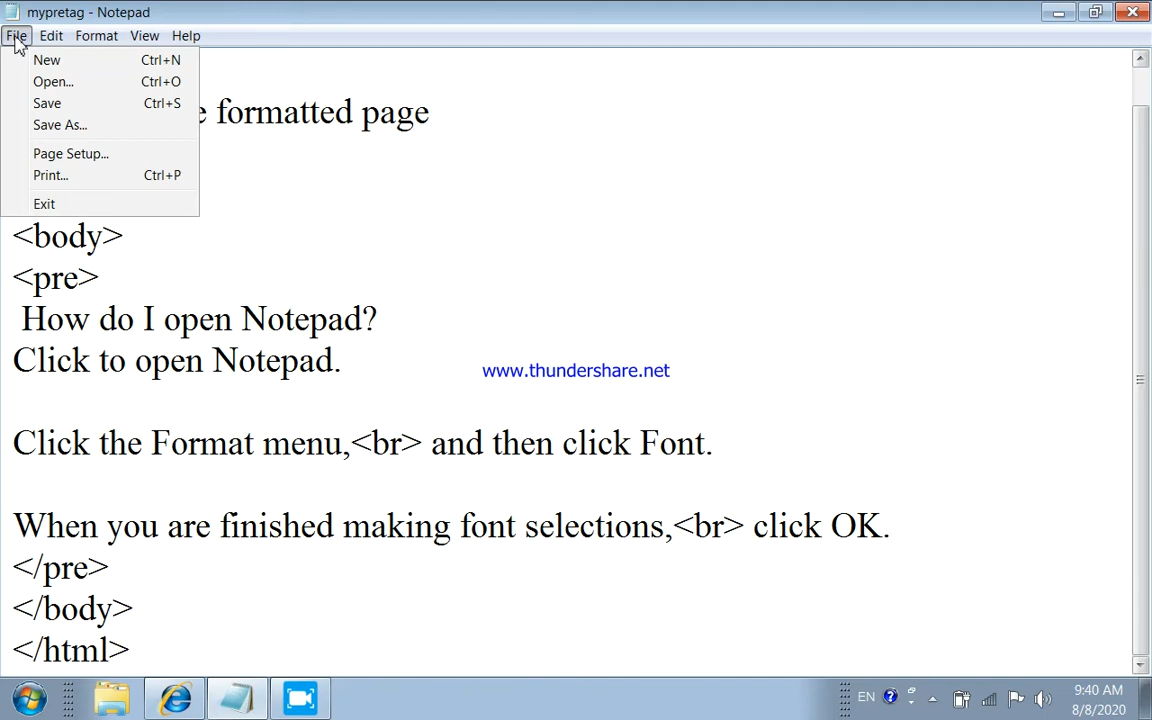 mypretag - Notepad
File Edit Format View Help
New Ctrl+N
Open... Ctrl+O
Save Ctrl+S
Save As...
Page Setup...
Print... Ctrl+P
Exit
e formatted page
<body>
<pre>
How do I open Notepad?
Click to open Notepad.
www.thundershare.net
Click the Format menu,<br> and then click Font.
When you are finished making font selections,<br> click OK.
</pre>
</body>
</html>
EN
9:40 AM
8/8/2020